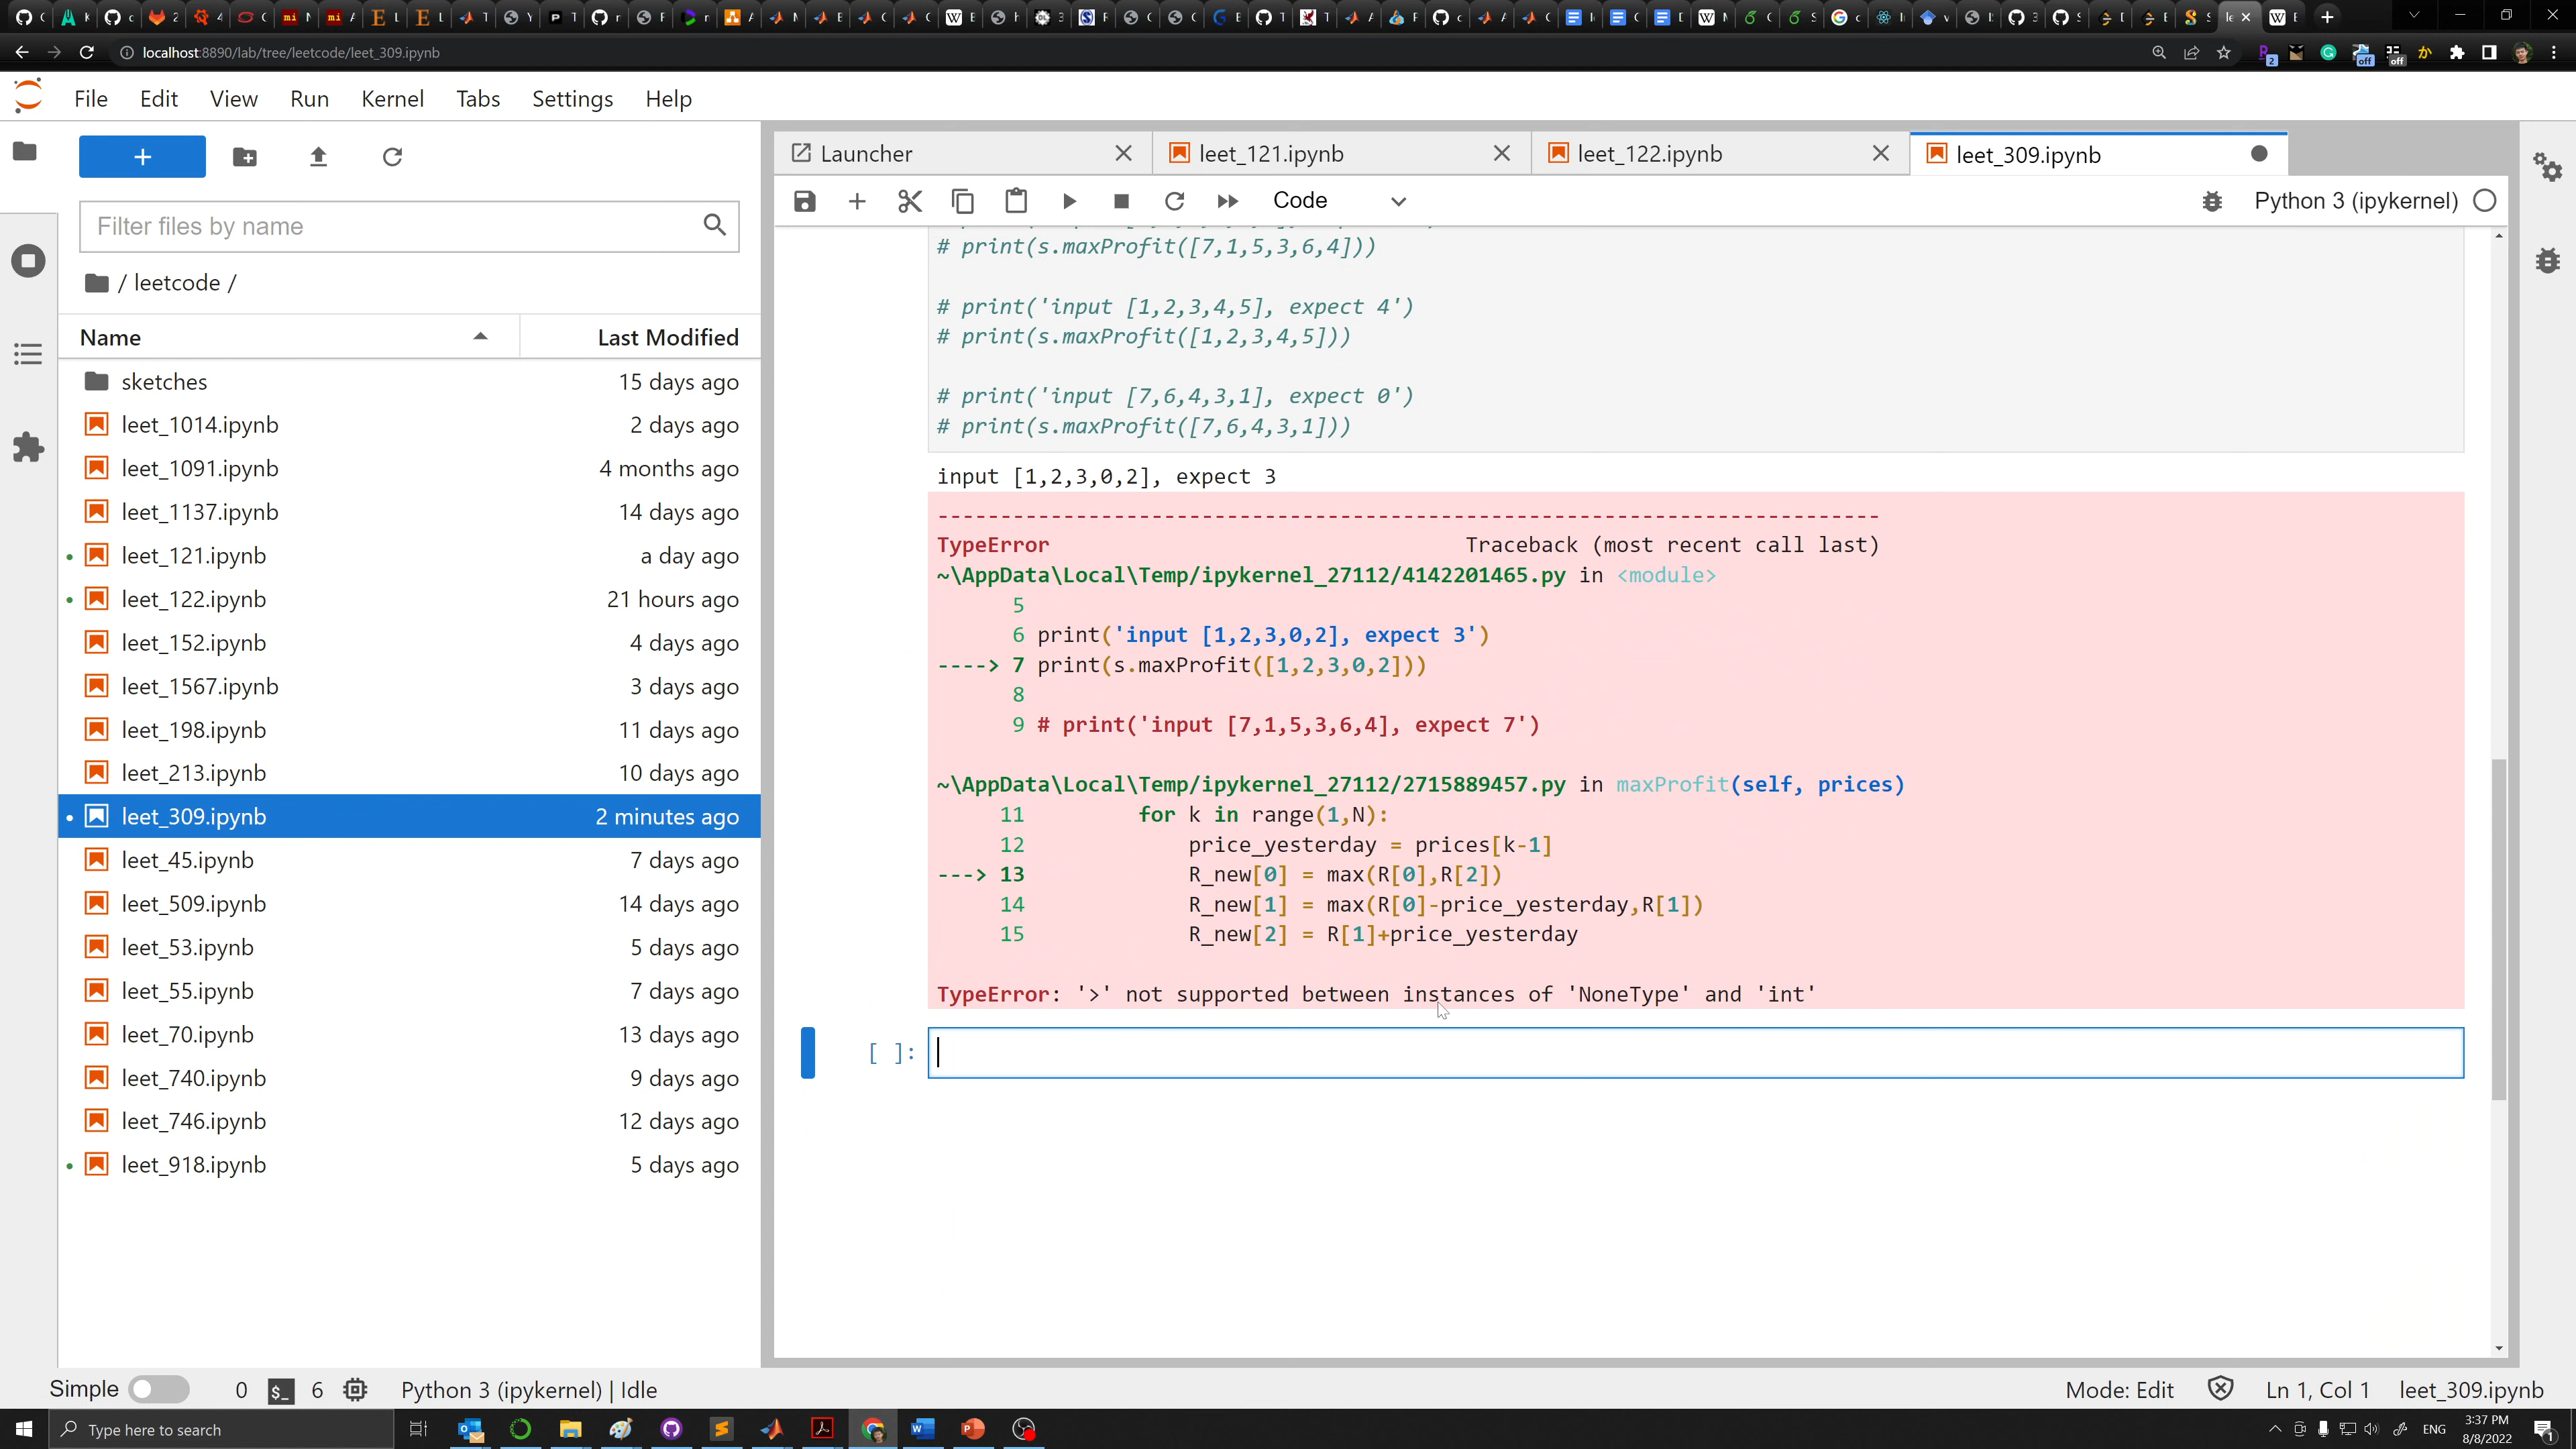 localhost:8890/lab/tree/leetcode/leet_309.ipynb
2
off
off
File Edit View Run Kernel Tabs Settings Help
Filter files by name
/ leetcode /
Name Last Modified
sketches 15 days ago
leet_1014.ipynb 2 days ago
leet_1091.ipynb 4 months ago
leet_1137.ipynb 14 days ago
leet_121.ipynb a day ago
leet_122.ipynb 21 hours ago
leet_152.ipynb 4 days ago
leet_1567.ipynb 3 days ago
leet_198.ipynb 11 days ago
leet_213.ipynb 10 days ago
leet_309.ipynb 2 minutes ago
leet_45.ipynb 7 days ago
leet_509.ipynb 14 days ago
leet_53.ipynb 5 days ago
leet_55.ipynb 7 days ago
leet_70.ipynb 13 days ago
leet_740.ipynb 9 days ago
leet_746.ipynb 12 days ago
leet_918.ipynb 5 days ago
Launcher leet_121.ipynb leet_122.ipynb leet_309.ipynb
Code Python 3 (ipykernel)
# print(s.maxProfit([7,1,5,3,6,4]))
# print('input [1,2,3,4,5], expect 4')
# print(s.maxProfit([1,2,3,4,5]))
# print('input [7,6,4,3,1], expect 0')
# print(s.maxProfit([7,6,4,3,1]))
input [1,2,3,0,2], expect 3
---------------------------------------------------------------------------
TypeError Traceback (most recent call last)
~\AppData\Local\Temp/ipykernel_27112/4142201465.py in <module>
5
6 print('input [1,2,3,0,2], expect 3')
----> 7 print(s.maxProfit([1,2,3,0,2]))
8
9 # print('input [7,1,5,3,6,4], expect 7')
~\AppData\Local\Temp/ipykernel_27112/2715889457.py in maxProfit(self, prices)
11 for k in range(1,N):
12 price_yesterday = prices[k-1]
---> 13 R_new[0] = max(R[0],R[2])
14 R_new[1] = max(R[0]-price_yesterday,R[1])
15 R_new[2] = R[1]+price_yesterday
TypeError: '>' not supported between instances of 'NoneType' and 'int'
[ ]:
Simple 0 $_ 6 Python 3 (ipykernel) | Idle Mode: Edit Ln 1, Col 1 leet_309.ipynb
Type here to search
ENG
3:37 PM
8/8/2022
1